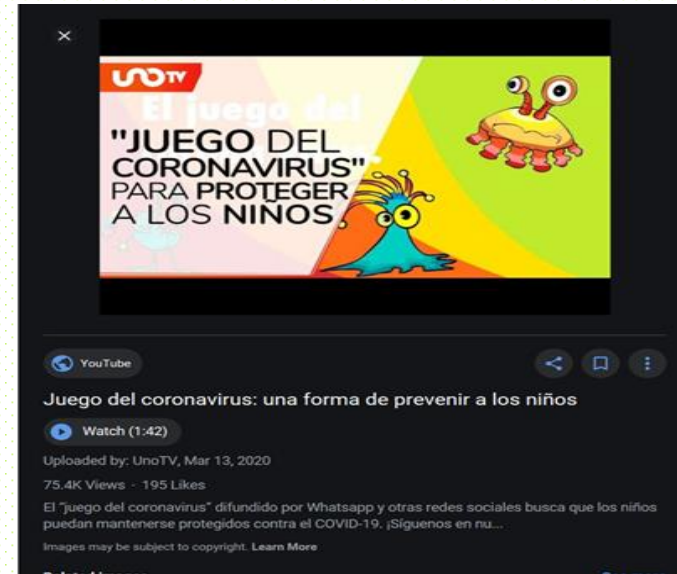 UNOTV
El juego del
"JUEGO DEL
CORONAVIRUS"
PARA PROTEGER
A LOS NIÑOS
YouTube
Juego del coronavirus: una forma de prevenir a los niños
Watch (1:42)
Uploaded by: UnoTV, Mar 13, 2020
75.4K Views · 195 Likes
El "juego del coronavirus" difundido por Whatsapp y otras redes sociales busca que los niños
puedan mantenerse protegidos contra el COVID-19. ¡Síguenos en nu...
Images may be subject to copyright. Learn More